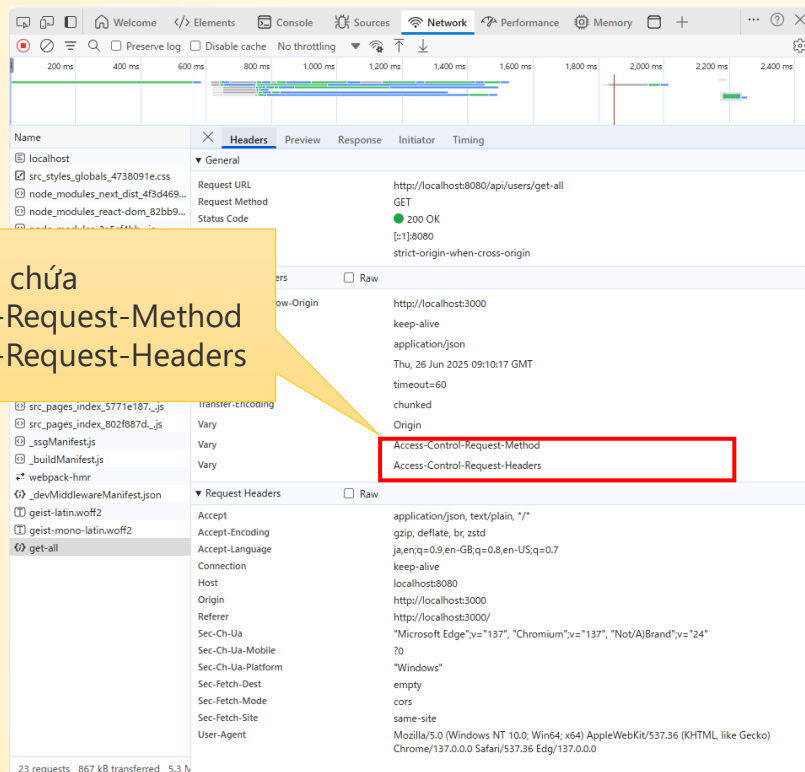 Welcome Elements Console Sources Network Performance Memory
Preserve log Disable cache No throttling
200 ms 400 ms 600 ms 800 ms 1,000 ms 1,200 ms 1,400 ms 1,600 ms 1,800 ms 2,000 ms 2,200 ms 2,400 ms
Name
localhost
src_styles_globals_4738091e.css
node_modules_next_dist_4f3d469...
node_modules_react-dom_82bb9...
chứa
-Request-Method
-Request-Headers
src_pages_index_5771e187._.js
src_pages_index_802f887d._.js
_ssgManifest.js
_buildManifest.js
webpack-hmr
_devMiddlewareManifest.json
geist-latin.woff2
geist-mono-latin.woff2
get-all
23 requests 867 kB transferred 5.3 M
Headers Preview Response Initiator Timing
General
Request URL http://localhost:8080/api/users/get-all
Request Method GET
Status Code 200 OK
[::1]:8080
strict-origin-when-cross-origin
ers Raw
ow-Origin http://localhost:3000
keep-alive
application/json
Thu, 26 Jun 2025 09:10:17 GMT
timeout=60
Transfer-Encoding chunked
Vary Origin
Vary Access-Control-Request-Method
Vary Access-Control-Request-Headers
Request Headers Raw
Accept application/json, text/plain, */*
Accept-Encoding gzip, deflate, br, zstd
Accept-Language ja,en;q=0.9,en-GB;q=0.8,en-US;q=0.7
Connection keep-alive
Host localhost:8080
Origin http://localhost:3000
Referer http://localhost:3000/
Sec-Ch-Ua "Microsoft Edge";v="137", "Chromium";v="137", "Not/A)Brand";v="24"
Sec-Ch-Ua-Mobile ?0
Sec-Ch-Ua-Platform "Windows"
Sec-Fetch-Dest empty
Sec-Fetch-Mode cors
Sec-Fetch-Site same-site
User-Agent Mozilla/5.0 (Windows NT 10.0; Win64; x64) AppleWebKit/537.36 (KHTML, like Gecko)
Chrome/137.0.0.0 Safari/537.36 Edg/137.0.0.0